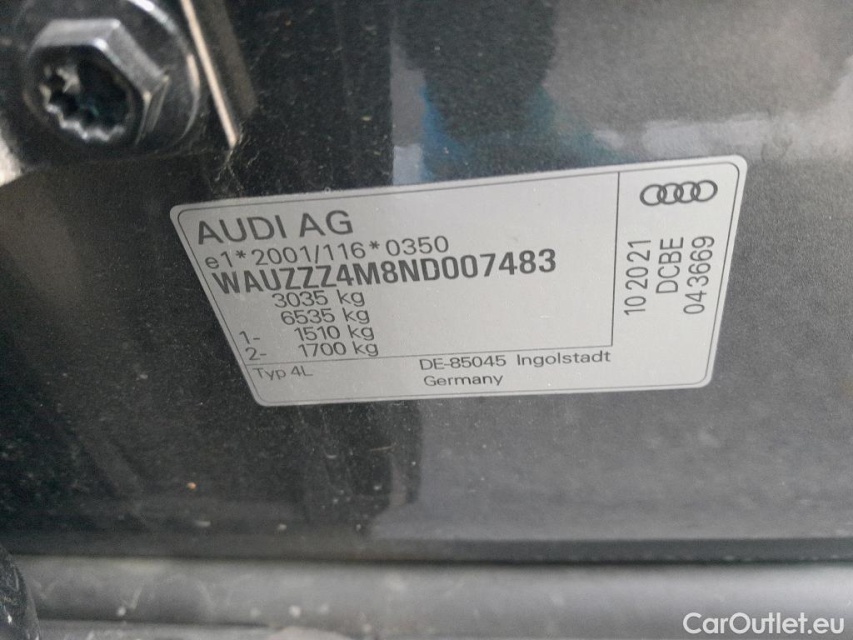 AUDI AG
e1*2001/116*0350
WAUZZZ4M8ND007483
3035 kg
6535 kg
1- 1510 kg
2- 1700 kg
Typ 4L
DE-85045 Ingolstadt
Germany
10 2021
DCBE
043669
CarOutlet.eu